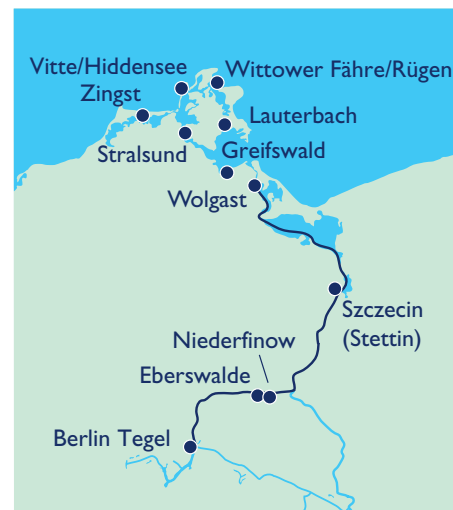 Vitte/Hiddensee
Wittower Fähre/Rügen
Zingst
Lauterbach
Stralsund
Greifswald
Wolgast
Szczecin
(Stettin)
Niederfinow
Eberswalde
Berlin Tegel